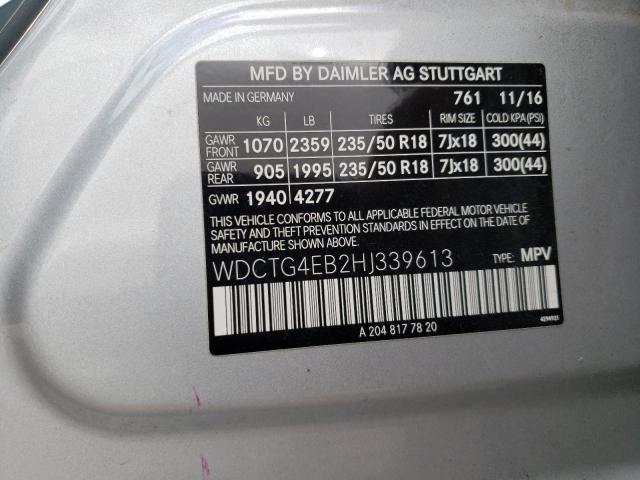 MFD BY DAIMLER AG STUTTGART
MADE IN GERMANY 761 11/16
KG LB TIRES RIM SIZE COLD KPA(PSI)
GAWR FRONT 1070 2359 235/50 R18 7Jx18 300(44)
GAWR REAR 905 1995 235/50 R18 7Jx18 300(44)
GVWR 1940 4277
THIS VEHICLE CONFORMS TO ALL APPLICABLE FEDERAL MOTOR VEHICLE
SAFETY AND THEFT PREVENTION STANDARDS IN EFFECT ON THE DATE OF
MANUFACTURE SHOWN ABOVE.
WDCTG4EB2HJ339613 TYPE: MPV
A 204 817 78 20